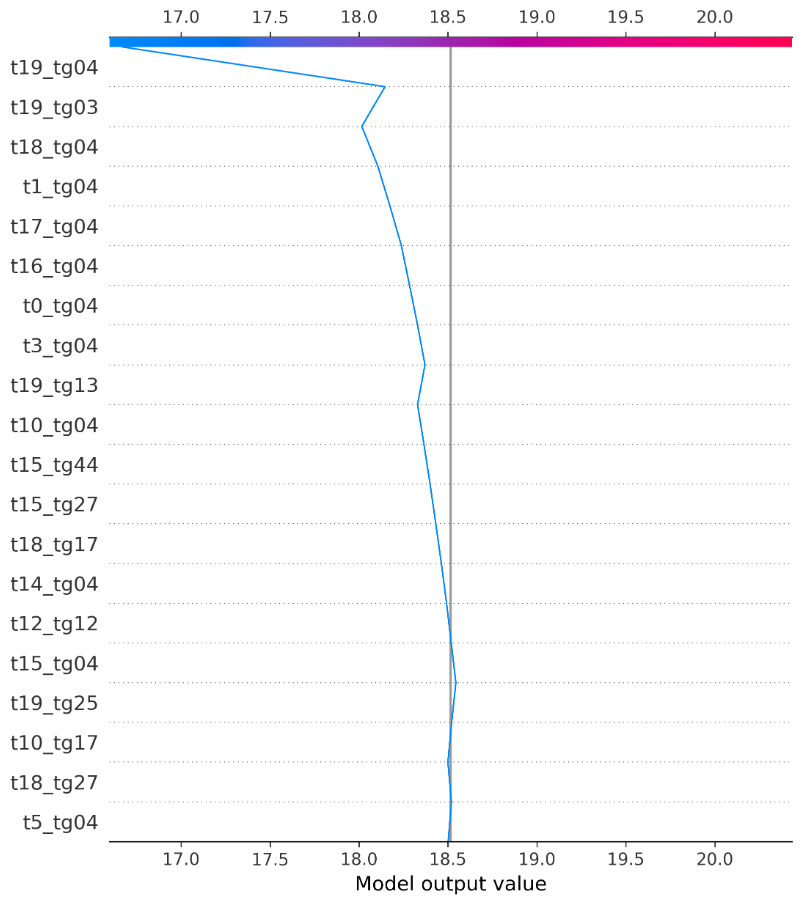 17.0 17.5 18.0 18.5 19.0 19.5 20.0
t19_tg04
t19_tg03
t18_tg04
t1_tg04
t17_tg04
t16_tg04
t0_tg04
t3_tg04
t19_tg13
t10_tg04
t15_tg44
t15_tg27
t18_tg17
t14_tg04
t12_tg12
t15_tg04
t19_tg25
t10_tg17
t18_tg27
t5_tg04
17.0 17.5 18.0 18.5 19.0 19.5 20.0
Model output value